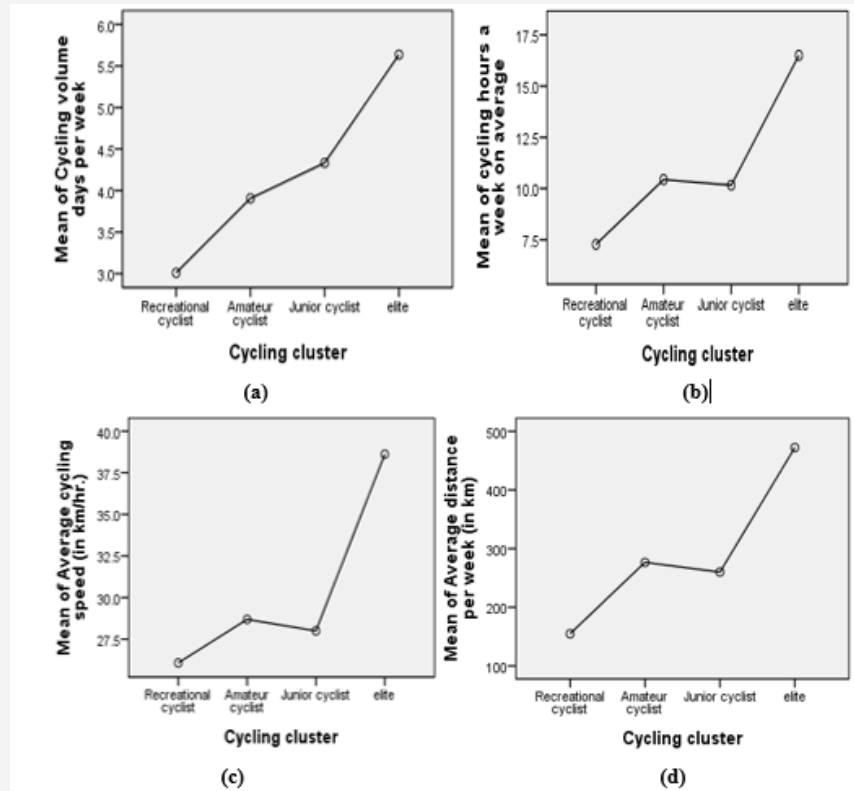 Mean of Cycling volume
days per week
6.0
5.5
5.0
4.5
4.0
3.5
3.0
Recreational
cyclist
Amateur
cyclist
Junior cyclist
elite
Cycling cluster
(a)
Mean of cycling hours a
week on average
17.5
15.0
12.5
10.0
7.5
Recreational
cyclist
Amateur
cyclist
Junior cyclist
elite
Cycling cluster
(b)
Mean of Average cycling
speed (in km/hr.)
40.0
37.5
32.5
30.0
27.5
Recreational
cyclist
Amateur
cyclist
Junior cyclist
elite
Cycling cluster
(c)
Mean of Average distance
per week (in km)
500
400
300
200
100
Recreational
cyclist
Amateur
cyclist
Junior cyclist
elite
Cycling cluster
(d)